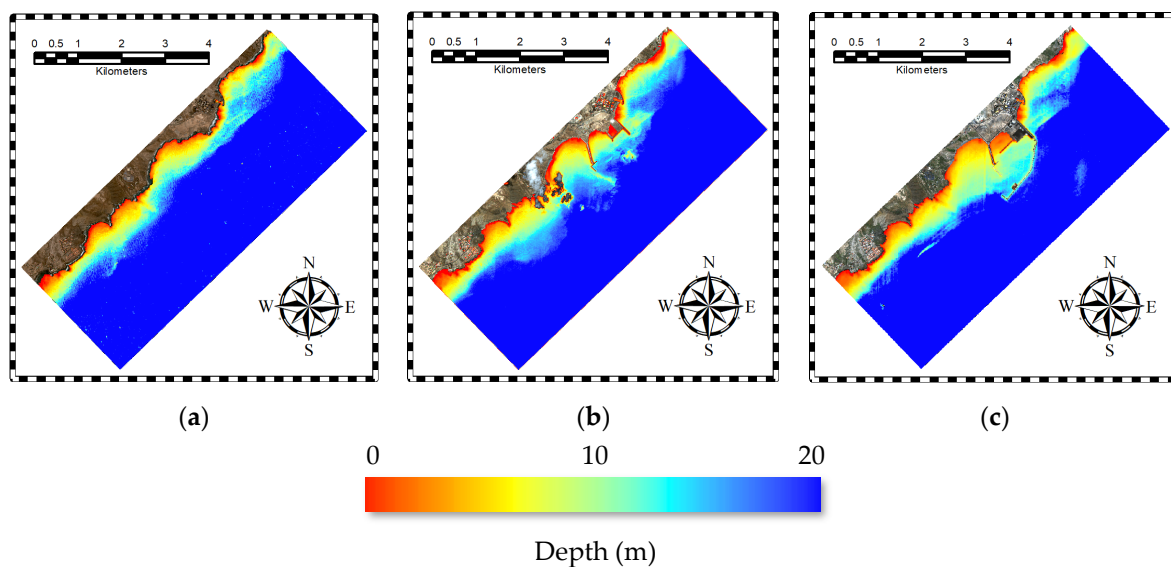 0 0.5 1 2 3 4
Kilometers
N
W E
S
0 0.5 1 2 3 4
Kilometers
N
W E
S
0 0.5 1 2 3 4
Kilometers
N
W E
S
(a) (b) (c)
0 10 20
Depth (m)